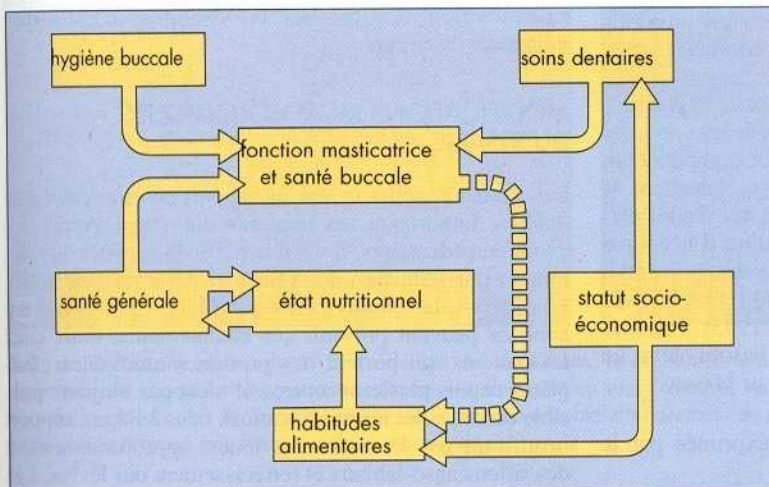 hygiène buccale
soins dentaires
fonction masticatrice
et santé buccale
santé générale
état nutritionnel
statut socio-
économique
habitudes
alimentaires